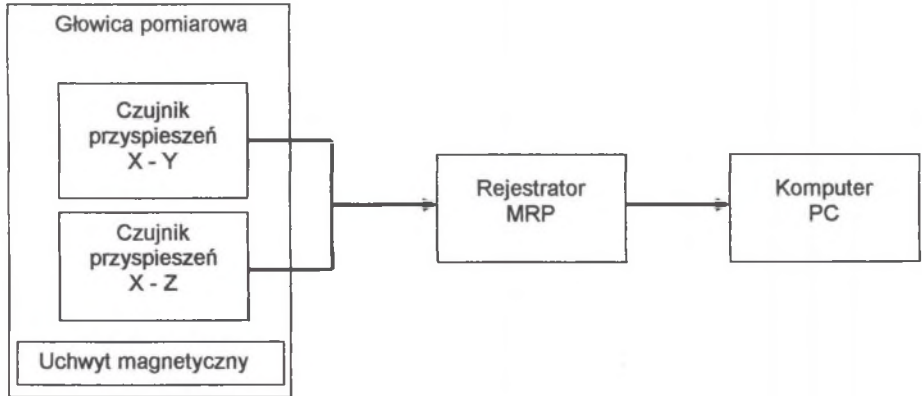 Głowica pomiarowa
Czujnik
przyspieszeń
X - Y
Czujnik
przyspieszeń
X - Z
Uchwyt magnetyczny
Rejestrator
MRP
Komputer
PC